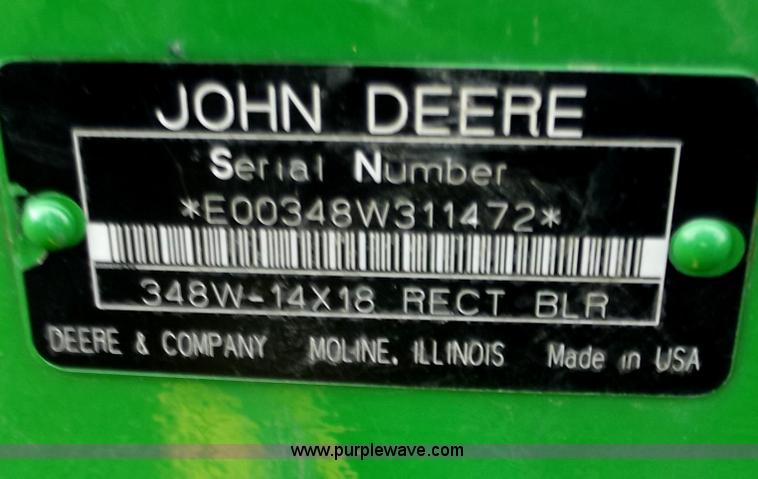 JOHN DEERE
Serial Number
*E00348W311472*
348W-14X18 RECT BLR
DEERE & COMPANY MOLINE, ILLINOIS Made in USA
www.purplewave.com